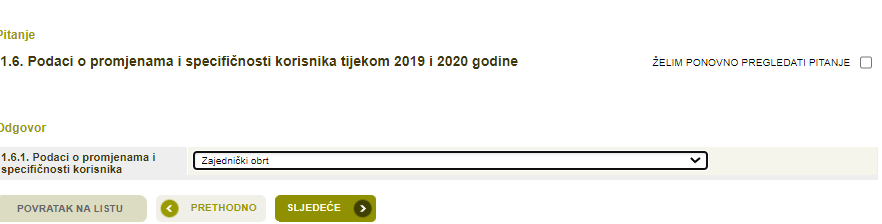 Pitanje
1.6. Podaci o promjenama i specifičnosti korisnika tijekom 2019 i 2020 godine
ŽELIM PONOVNO PREGLEDATI PITANJE
Odgovor
1.6.1. Podaci o promjenama i
specifičnosti korisnika
Zajednički obrt
POVRATAK NA LISTU
PRETHODNO
SLJEDEĆE